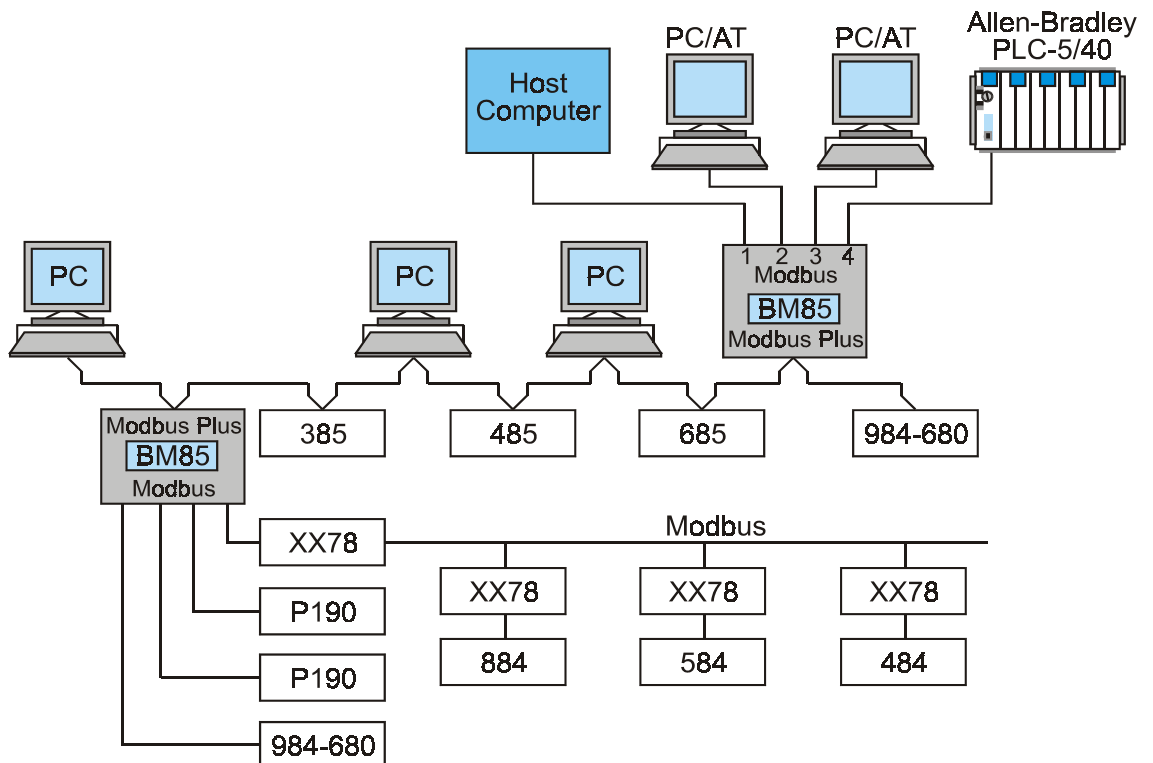 Allen-Bradley
PLC-5/40
PC/AT
PC/AT
Host
Computer
1 2 3 4
Modbus
BM85
Modbus Plus
PC
PC
PC
Modbus Plus
BM85
Modbus
385
485
685
984-680
Modbus
XX78
XX78
XX78
XX78
P190
884
584
484
P190
984-680